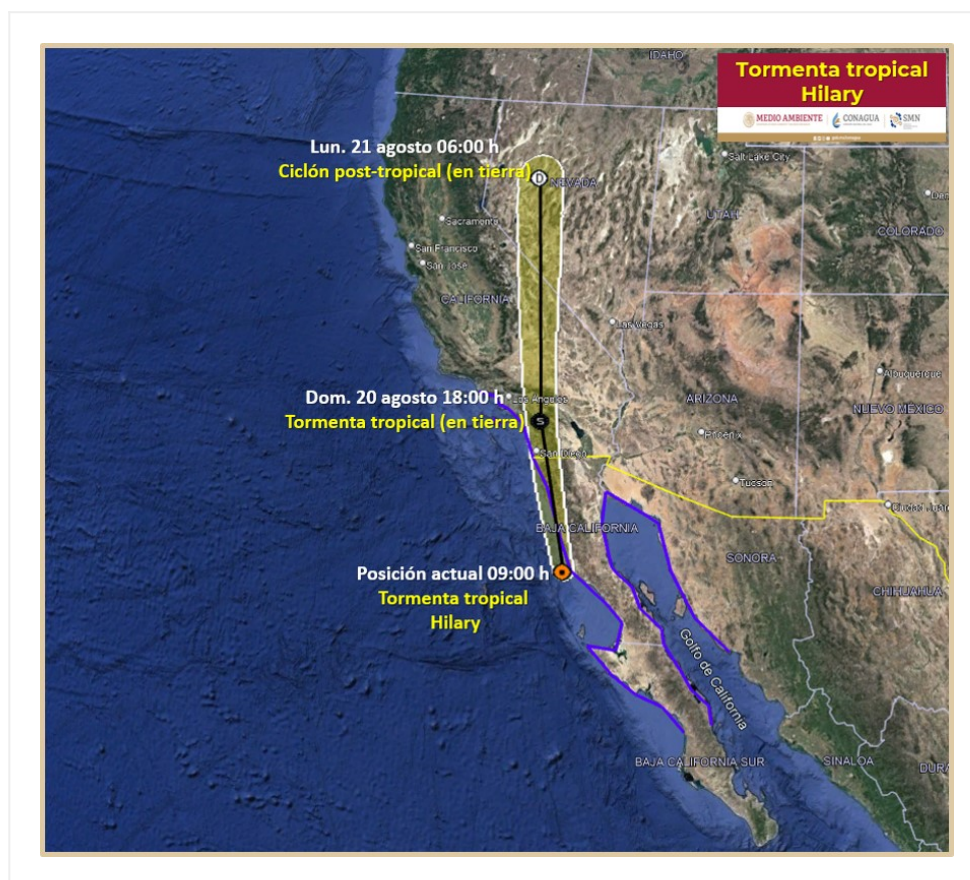 IDAHO
Tormenta tropical
Hilary
MEDIO AMBIENTE
CONAGUA
SMN
Lun. 21 agosto 06:00 h
Ciclón post-tropical (en tierra)
D
NEVADA
Salt Lake City
UTAH
COLORADO
Sacramento
San Francisco
San Jose
CALIFORNIA
Las Vegas
Albuquerque
Dom. 20 agosto 18:00 h
Los Angeles
Tormenta tropical (en tierra)
S
ARIZONA
NUEVO MÉXICO
Phoenix
San Diego
Tucson
BAJA CALIFORNIA
SONORA
Posición actual 09:00 h
Tormenta tropical
Hilary
CHIHUAHUA
Golfo de California
BAJA CALIFORNIA SUR
SINALOA